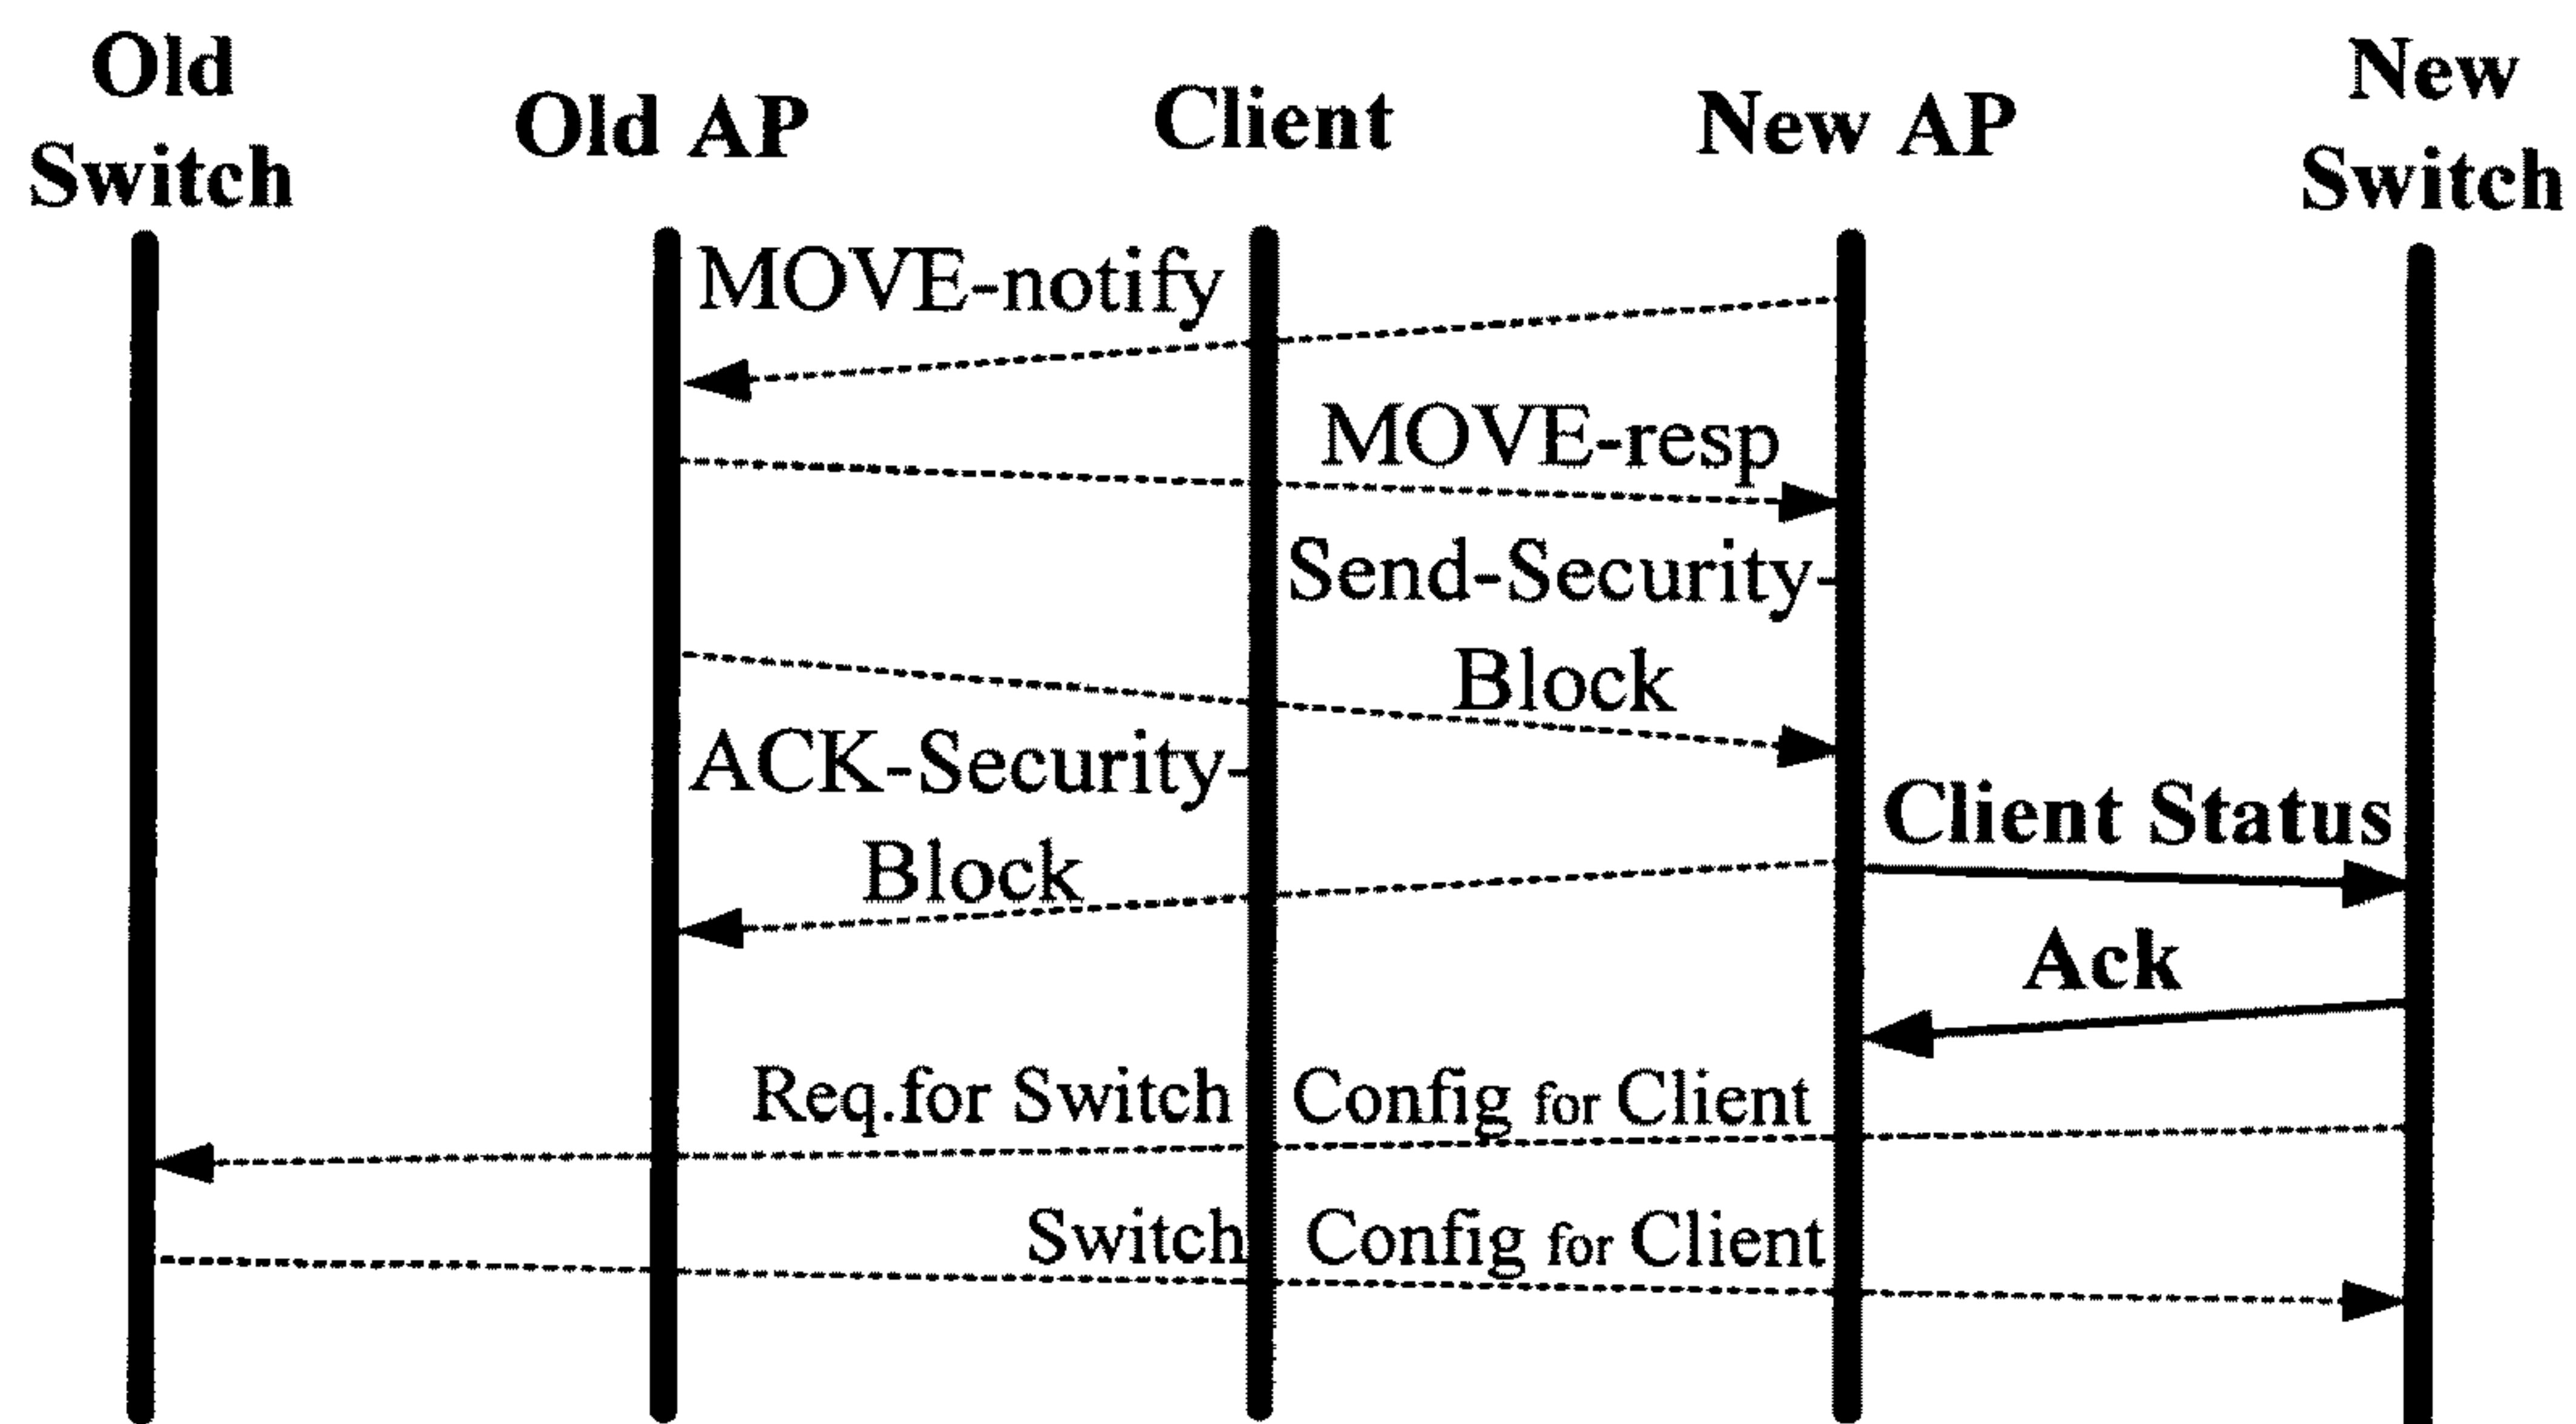 Old
Switch
Old AP
Client
New AP
New
Switch
MOVE-notify
MOVE-resp
Send-Security-
Block
ACK-Security-
Block
Client Status
Ack
Req.for Switch Config for Client
Switch Config for Client